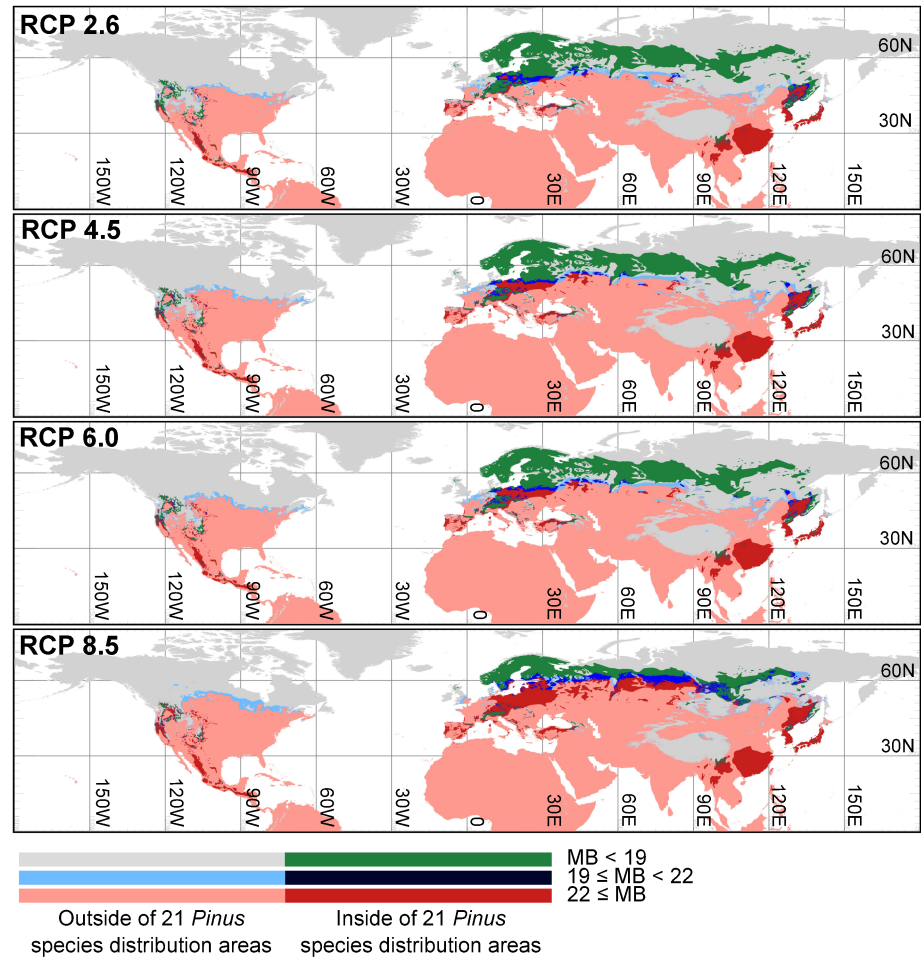 RCP 2.6
60N
30N
150W
120W
90W
60W
30W
0
30E
60E
90E
120E
150E
RCP 4.5
60N
30N
150W
120W
90W
60W
30W
0
30E
60E
90E
120E
150E
RCP 6.0
60N
30N
150W
120W
90W
60W
30W
0
30E
60E
90E
120E
150E
RCP 8.5
60N
30N
150W
120W
90W
60W
30W
0
30E
60E
90E
120E
150E
MB < 19
19 ≤ MB < 22
22 ≤ MB
Outside of 21 Pinus
species distribution areas
Inside of 21 Pinus
species distribution areas